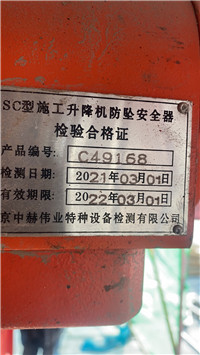 SC型施工升降机防坠安全器
检验合格证
产品编号: C49168
检测日期: 2021年03月01日
有效期限: 2022年03月01日
京中赫伟业特种设备检测有限公司